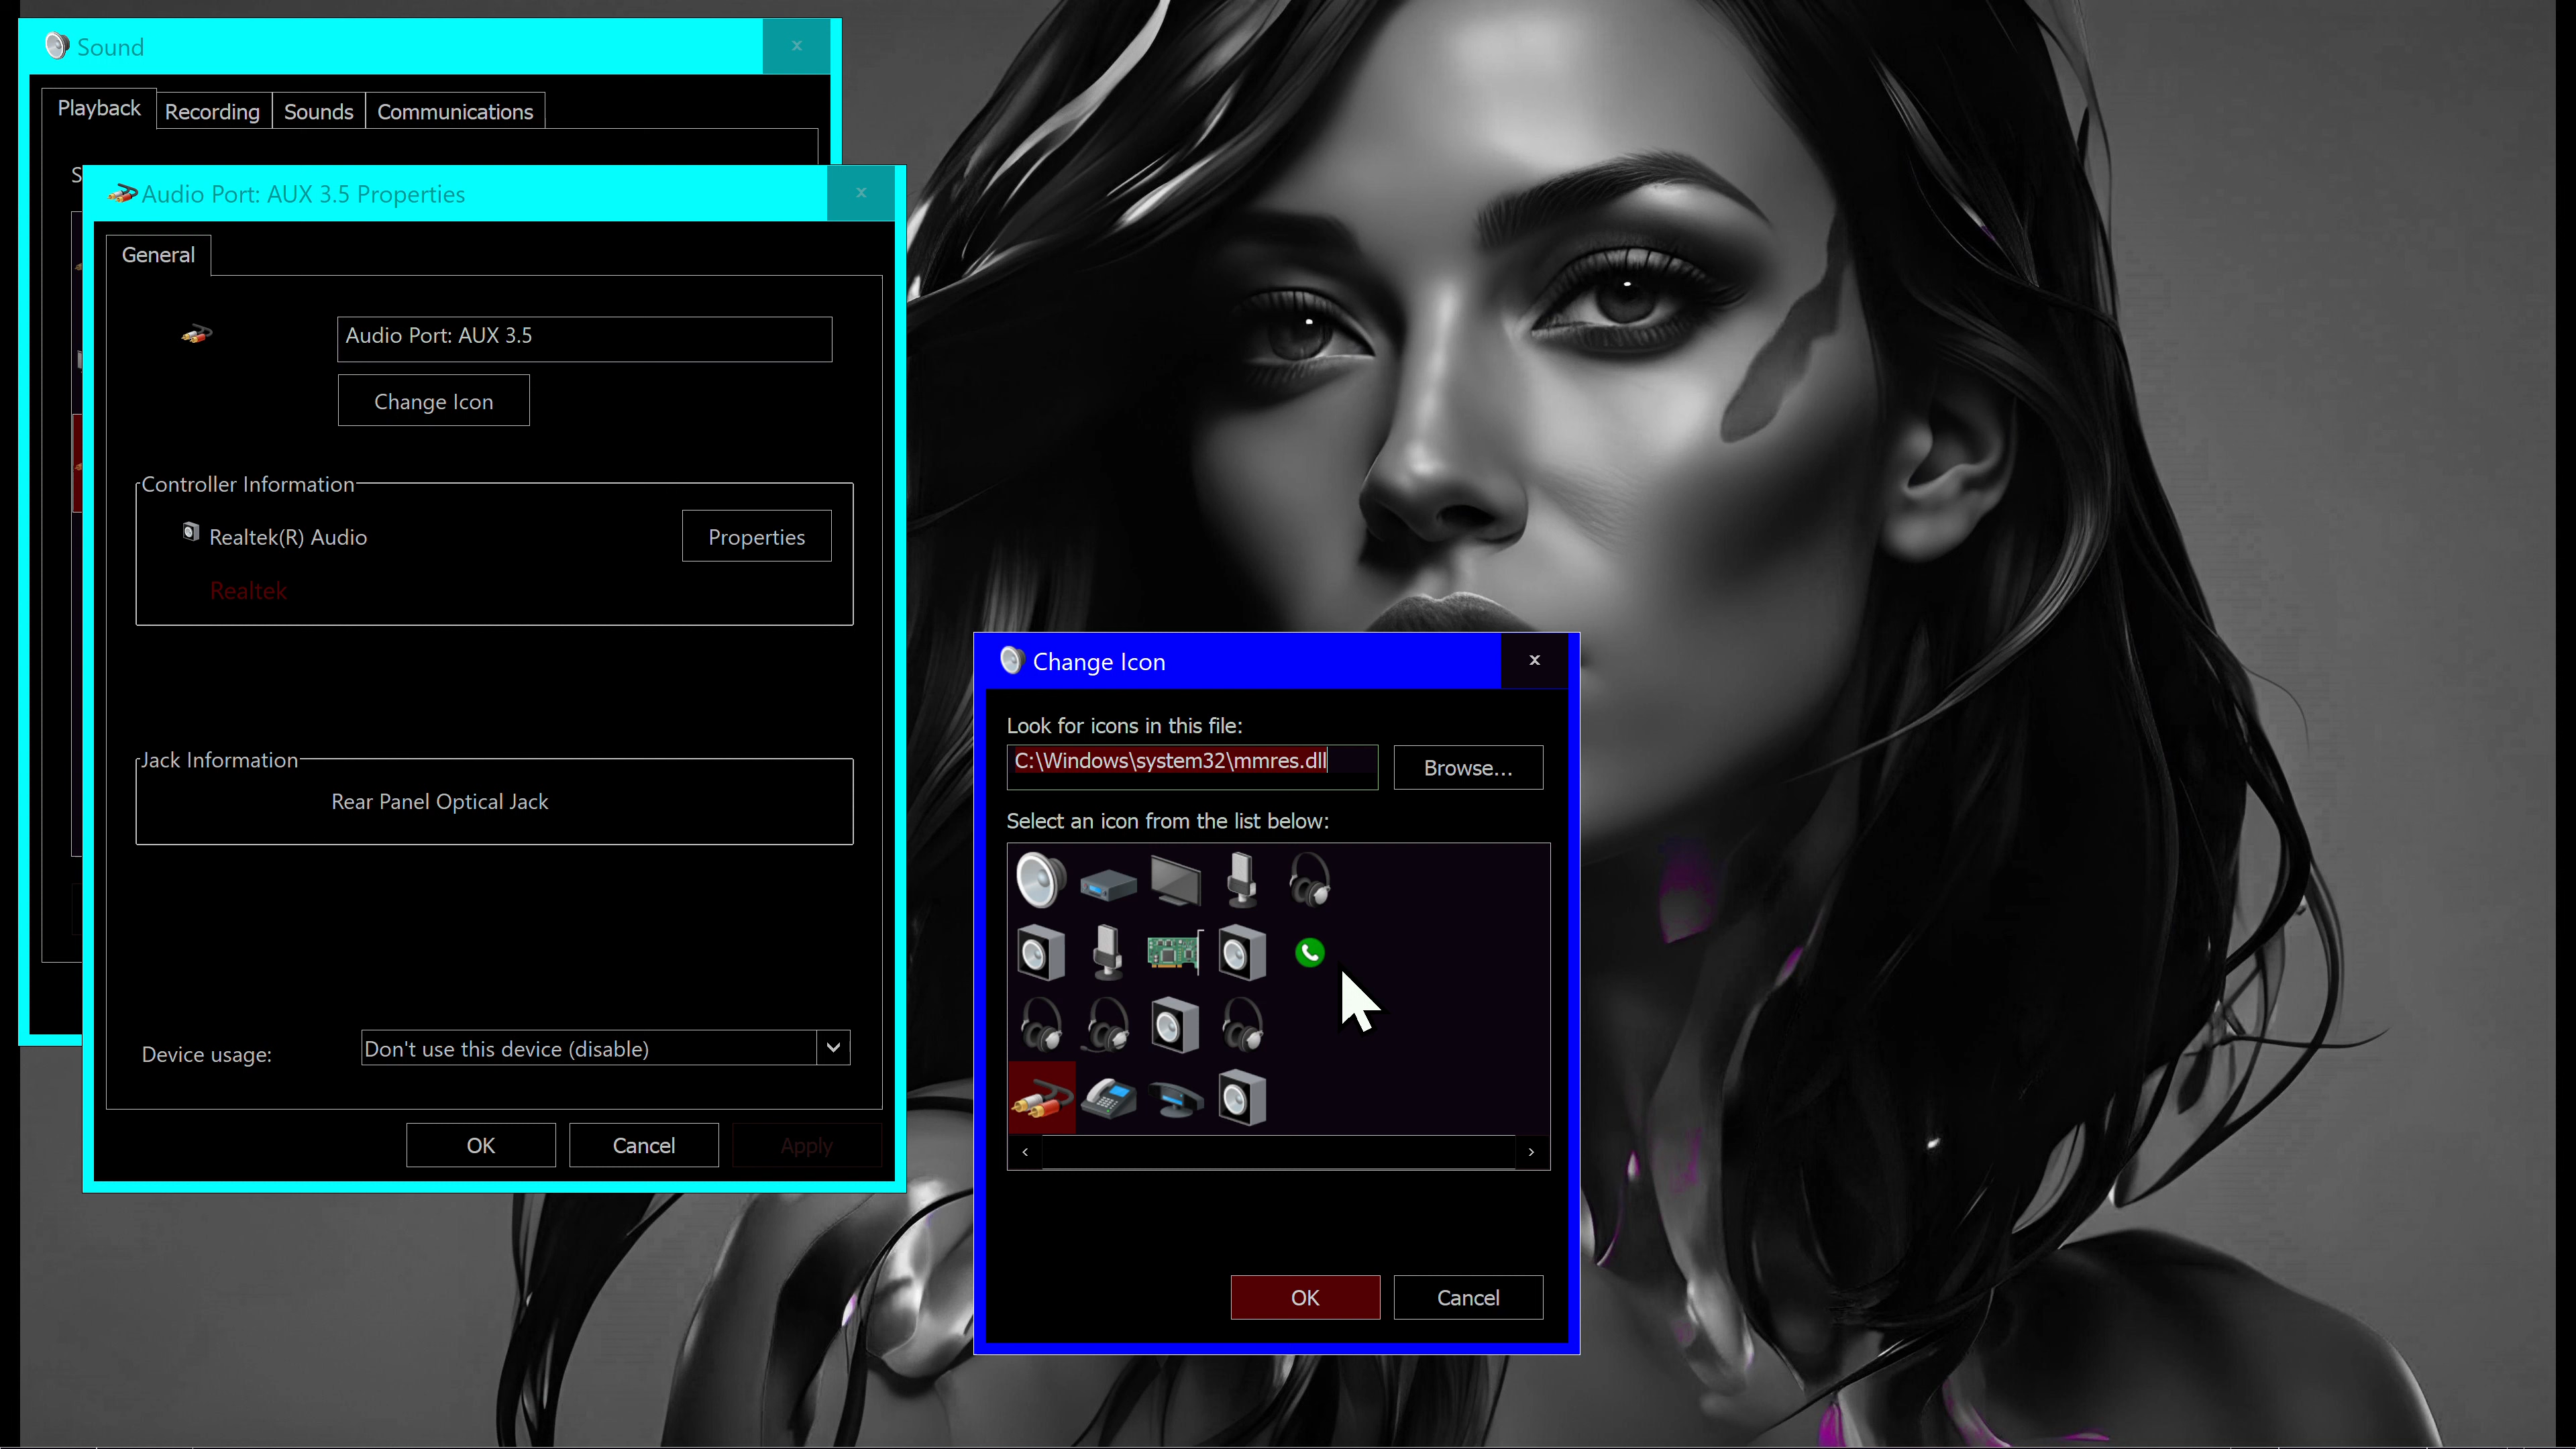 Sound
x
Playback
Recording
Sounds
Communications
S
Audio Port: AUX 3.5 Properties
x
General
Audio Port: AUX 3.5
Change Icon
Controller Information
Realtek(R) Audio
Properties
Realtek
Jack Information
Rear Panel Optical Jack
Device usage:
Don't use this device (disable)
OK
Cancel
Apply
Change Icon
x
Look for icons in this file:
C:\Windows\system32\mmres.dll
Browse...
Select an icon from the list below:
OK
Cancel